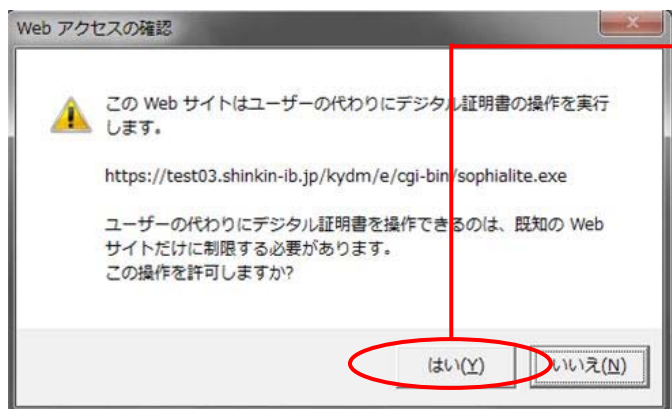 Web アクセスの確認
この Web サイトはユーザーの代わりにデジタル証明書の操作を実行
します。
https://test03.shinkin-ib.jp/kydm/e/cgi-bin/sophialite.exe
ユーザーの代わりにデジタル証明書を操作できるのは、既知の Web
サイトだけに制限する必要があります。
この操作を許可しますか?
はい(Y)
いいえ(N)